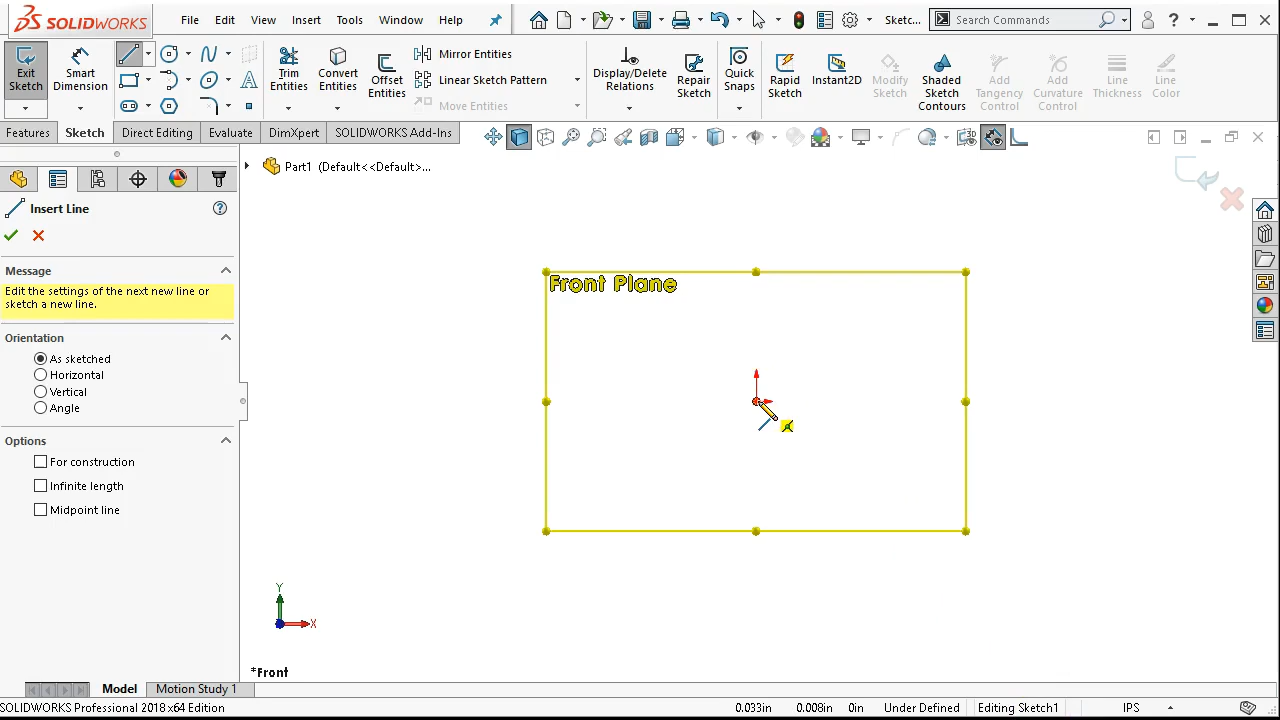 SOLIDWORKS
File Edit View Insert Tools Window Help
Sketc...
Search Commands
Exit Sketch
Smart Dimension
Trim Entities
Convert Entities
Offset Entities
Mirror Entities
Linear Sketch Pattern
Move Entities
Display/Delete Relations
Repair Sketch
Quick Snaps
Rapid Sketch
Instant2D
Modify Sketch
Shaded Sketch Contours
Add Tangency Control
Add Curvature Control
Line Thickness
Line Color
Features Sketch Direct Editing Evaluate DimXpert SOLIDWORKS Add-Ins
Part1 (Default<<Default>...
Insert Line
Message
Edit the settings of the next new line or
sketch a new line.
Orientation
As sketched
Horizontal
Vertical
Angle
Options
For construction
Infinite length
Midpoint line
Front Plane
Y
X
*Front
Model Motion Study 1
SOLIDWORKS Professional 2018 x64 Edition
0.033in 0.008in 0in Under Defined Editing Sketch1 IPS